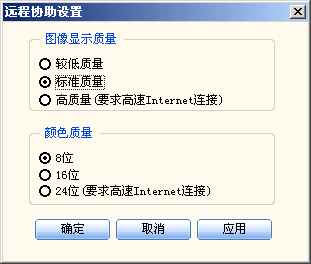 远程协助设置
图像显示质量
较低质量
标准质量
高质量(要求高速Internet连接)
颜色质量
8位
16位
24位(要求高速Internet连接)
确定 取消 应用